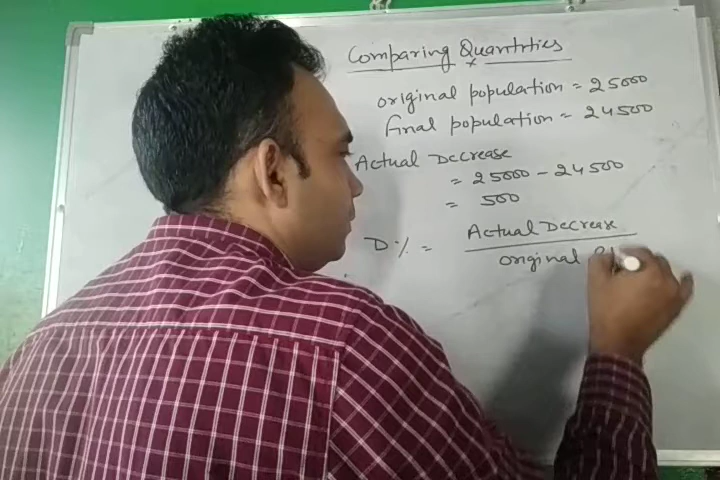 Comparing Quantities
original population = 25000
final population = 24500
Actual Decrease
= 25000 - 24500
= 500
D% = Actual Decrease
original